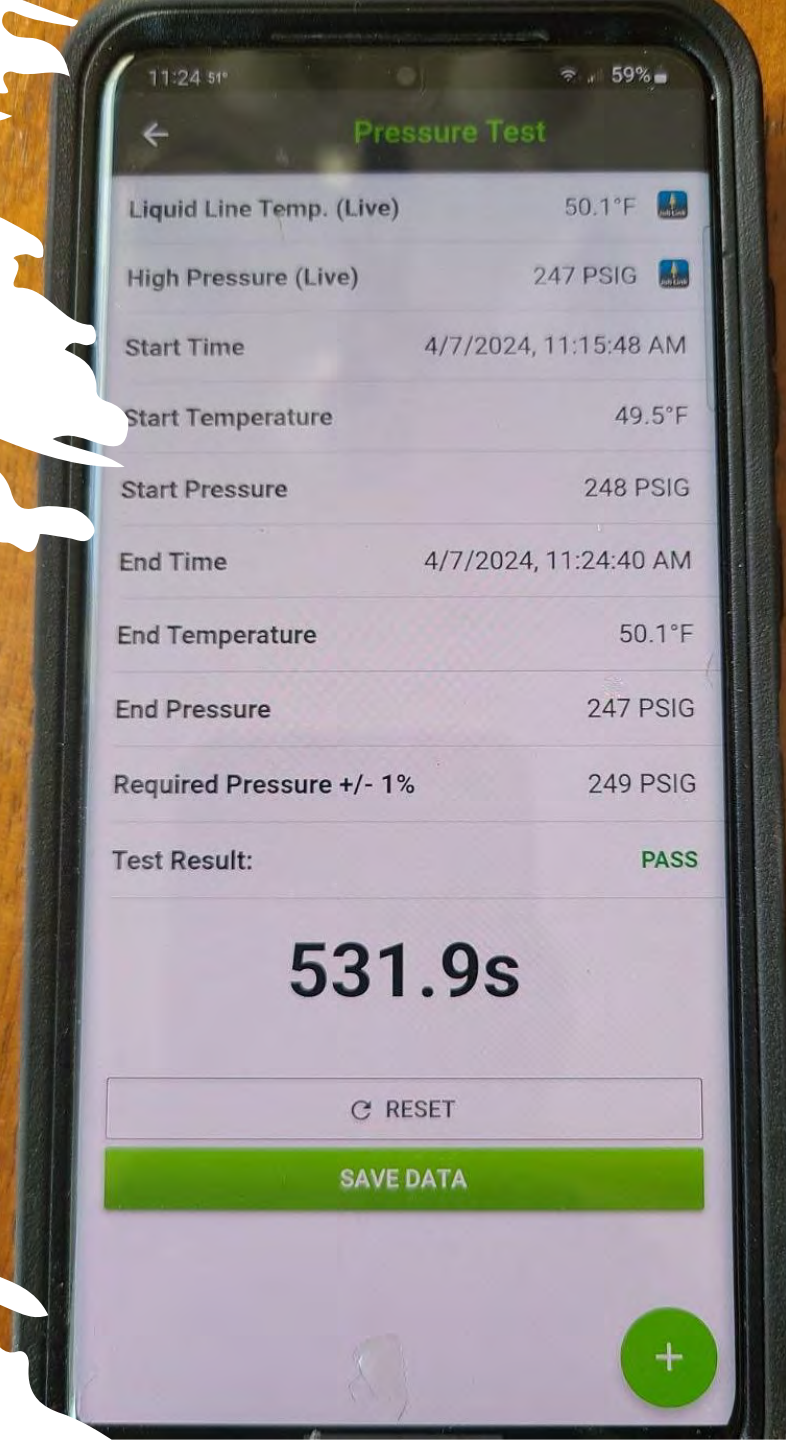 11:24 51° 59%
Pressure Test
Liquid Line Temp. (Live) 50.1°F
High Pressure (Live) 247 PSIG
Start Time 4/7/2024, 11:15:48 AM
Start Temperature 49.5°F
Start Pressure 248 PSIG
End Time 4/7/2024, 11:24:40 AM
End Temperature 50.1°F
End Pressure 247 PSIG
Required Pressure +/- 1% 249 PSIG
Test Result: PASS
531.9s
RESET
SAVE DATA
+